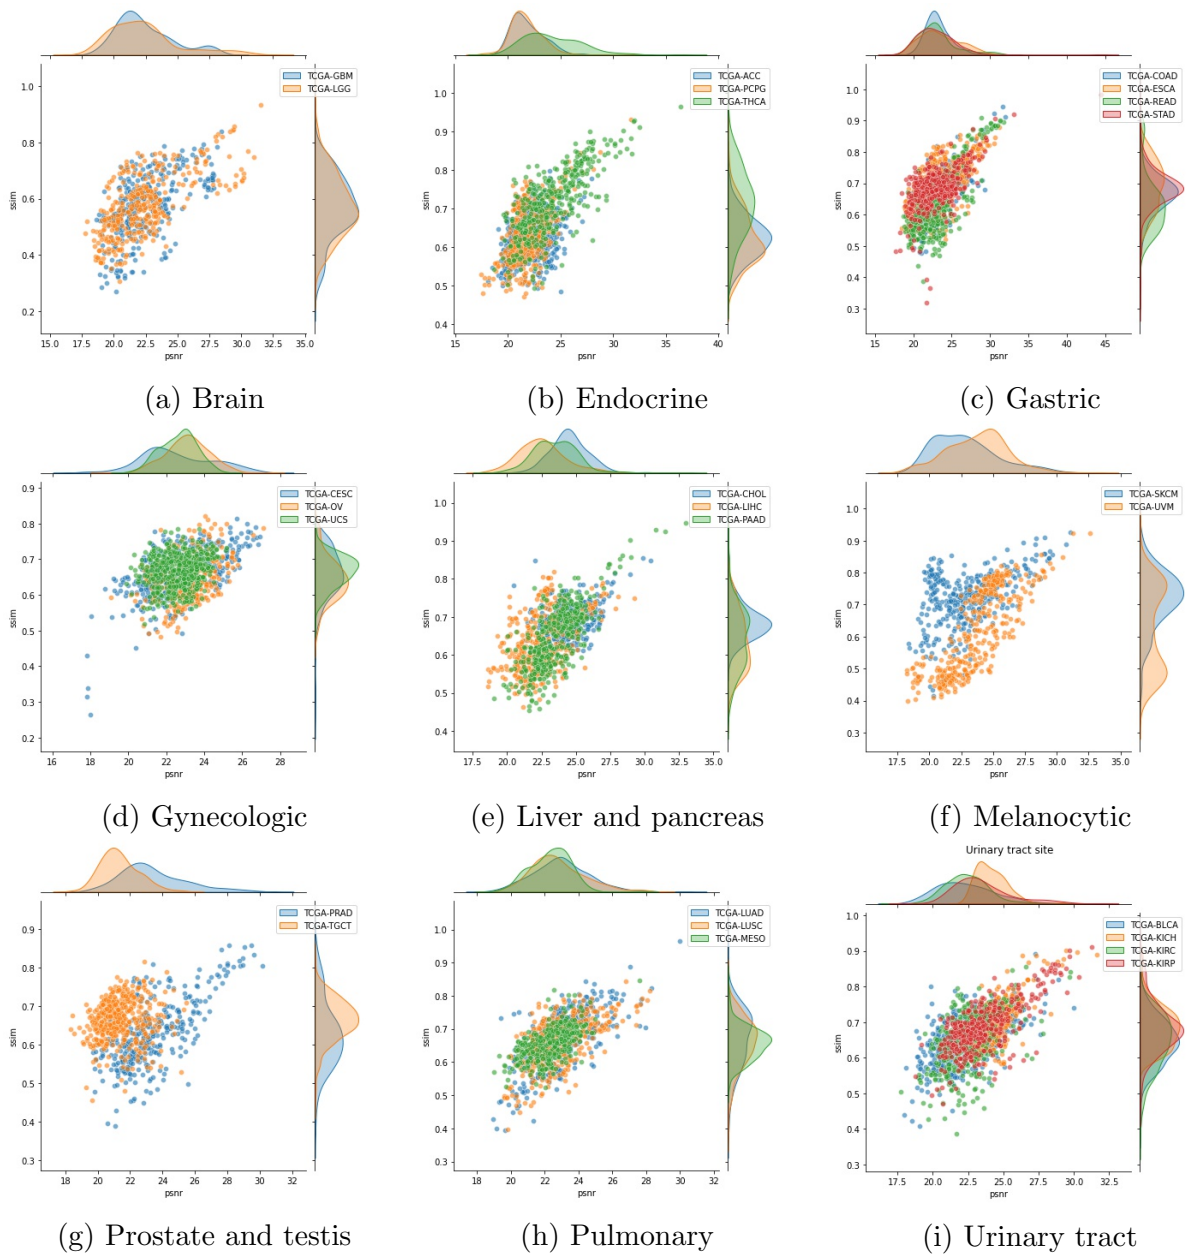 TCGA-GBM
TCGA-LGG
1.0
0.8
0.6
0.4
0.2
ssim
15.0 17.5 20.0 22.5 25.0 27.5 30.0 32.5 35.0
psnr
(a) Brain
TCGA-ACC
TCGA-PCPG
TCGA-THCA
1.0
0.9
0.8
0.7
0.6
0.5
0.4
ssim
15 20 25 30 35 40
psnr
(b) Endocrine
TCGA-COAD
TCGA-ESCA
TCGA-READ
TCGA-STAD
1.0
0.9
0.8
0.7
0.6
0.5
0.4
0.3
ssim
15 20 25 30 35 40 45
psnr
(c) Gastric
TCGA-CESC
TCGA-OV
TCGA-UCS
0.9
0.8
0.7
0.6
0.5
0.4
0.3
0.2
ssim
16 18 20 22 24 26 28
psnr
(d) Gynecologic
TCGA-CHOL
TCGA-LIHC
TCGA-PAAD
1.0
0.9
0.8
0.7
0.6
0.5
0.4
ssim
17.5 20.0 22.5 25.0 27.5 30.0 32.5 35.0
psnr
(e) Liver and pancreas
TCGA-SKCM
TCGA-UVM
1.0
0.9
0.8
0.7
0.6
0.5
0.4
0.3
ssim
17.5 20.0 22.5 25.0 27.5 30.0 32.5 35.0
psnr
(f) Melanocytic
TCGA-PRAD
TCGA-TGCT
0.9
0.8
0.7
0.6
0.5
0.4
0.3
ssim
18 20 22 24 26 28 30 32
psnr
(g) Prostate and testis
TCGA-LUAD
TCGA-LUSC
TCGA-MESO
1.0
0.9
0.8
0.7
0.6
0.5
0.4
0.3
ssim
18 20 22 24 26 28 30 32
psnr
(h) Pulmonary
Urinary tract site
TCGA-BLCA
TCGA-KICH
TCGA-KIRC
TCGA-KIRP
1.0
0.9
0.8
0.7
0.6
0.5
0.4
0.3
ssim
17.5 20.0 22.5 25.0 27.5 30.0 32.5
psnr
(i) Urinary tract